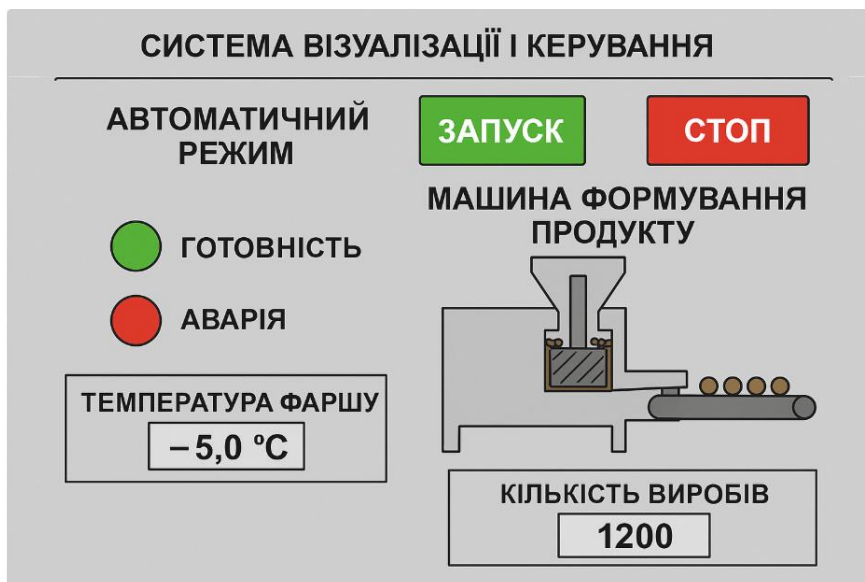 СИСТЕМА ВІЗУАЛІЗАЦІЇ І КЕРУВАННЯ
АВТОМАТИЧНИЙ
РЕЖИМ
ЗАПУСК
СТОП
МАШИНА ФОРМУВАННЯ
ПРОДУКТУ
ГОТОВНІСТЬ
АВАРІЯ
ТЕМПЕРАТУРА ФАРШУ
– 5,0 ºC
КІЛЬКІСТЬ ВИРОБІВ
1200